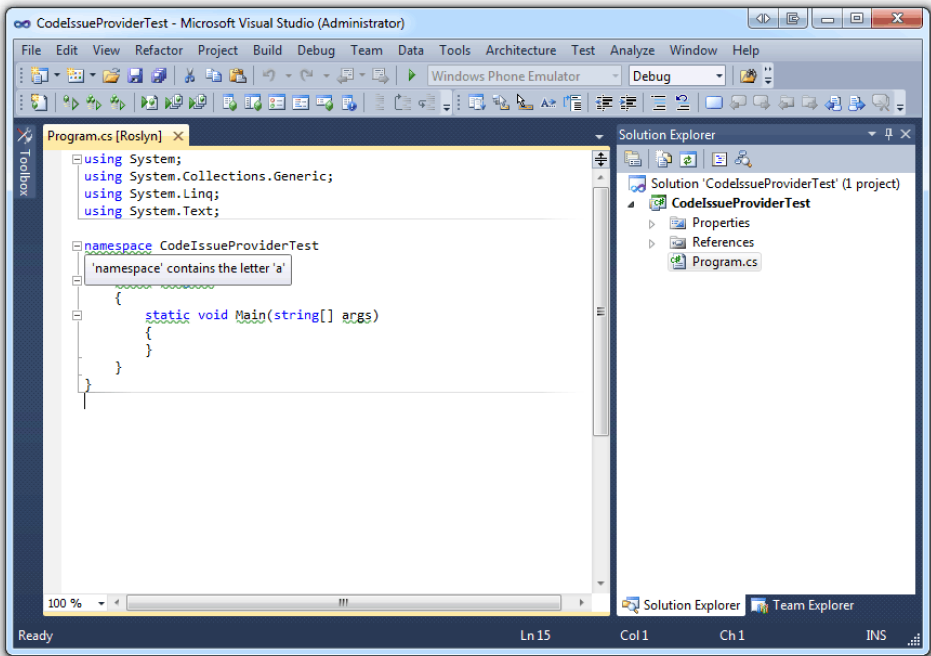 CodeIssueProviderTest - Microsoft Visual Studio (Administrator)
File Edit View Refactor Project Build Debug Team Data Tools Architecture Test Analyze Window Help
Windows Phone Emulator Debug
Toolbox
Program.cs [Roslyn]
using System;
using System.Collections.Generic;
using System.Linq;
using System.Text;
namespace CodeIssueProviderTest
'namespace' contains the letter 'a'
{
static void Main(string[] args)
{
}
}
}
100 %
Solution Explorer
Solution 'CodeIssueProviderTest' (1 project)
CodeIssueProviderTest
Properties
References
Program.cs
Solution Explorer Team Explorer
Ready Ln 15 Col 1 Ch 1 INS